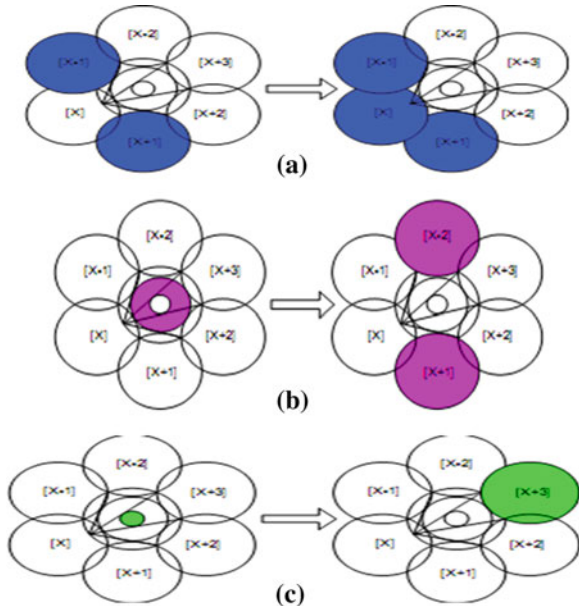 [X-2] [X-2]
[X-1] [X+3] [X-1] [X+3]
[X] [X+2] [X] [X+2]
[X+1] [X+1]
(a)
[X-2] [X-2]
[X-1] [X+3] [X-1] [X+3]
[X] [X+2] [X] [X+2]
[X+1] [X+1]
(b)
[X-2] [X-2]
[X-1] [X+3] [X-1] [X+3]
[X] [X+2] [X] [X+2]
[X+1] [X+1]
(c)